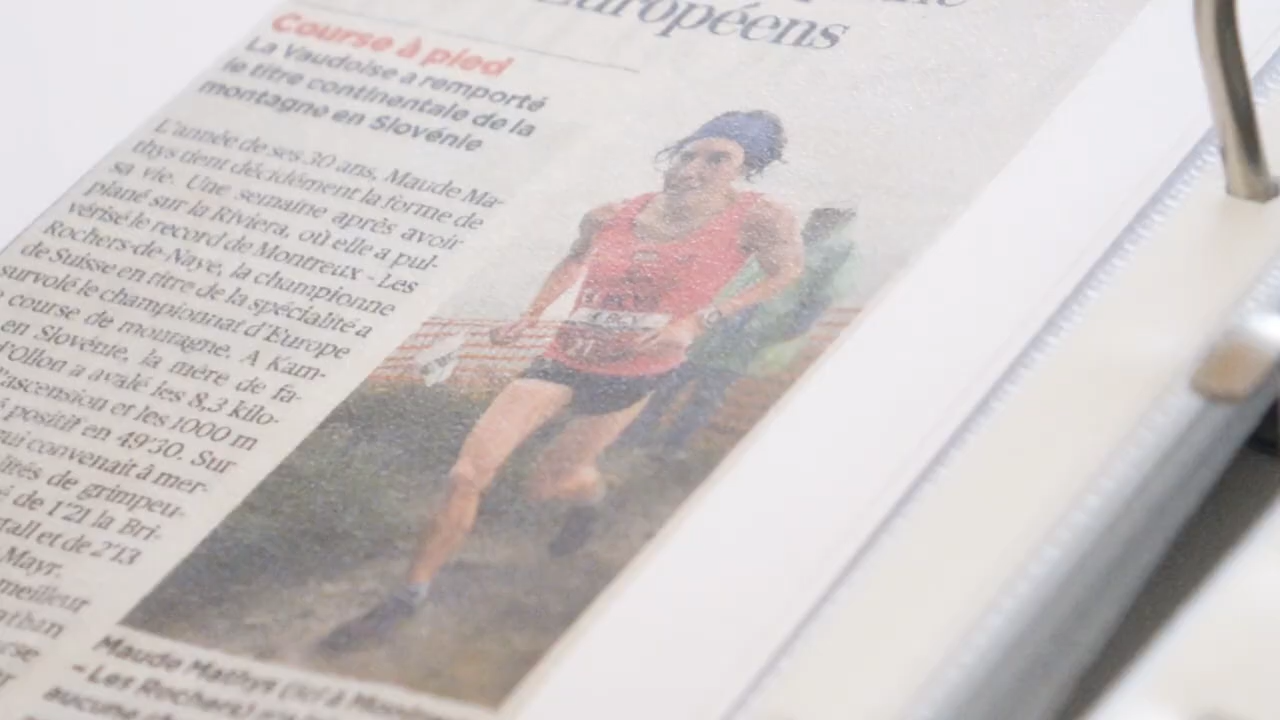 Européens
Course à pied
La Vaudoise a remporté
le titre continentale de la
montagne en Slovénie
L'année de ses 30 ans, Maude Ma-
thys tient décidément la forme de
sa vie. Une semaine après avoir
plané sur la Riviera, où elle a pul-
vérisé le record de Montreux - Les
Rochers-de-Naye, la championne
de Suisse en titre de la spécialité a
survolé le championnat d'Europe
course de montagne. A Kam-
en Slovénie, la mère de fa-
d'Ollon a avalé les 8,3 kilo-
l'ascension et les 1000 m
positif en 49'30. Sur
qui convenait à mer-
de grimpeu-
de 1'21 la Bri-
et de 2'13
Mayr.
meilleur
Maude Mathys (ici) à
- Les Rochers)
aucune